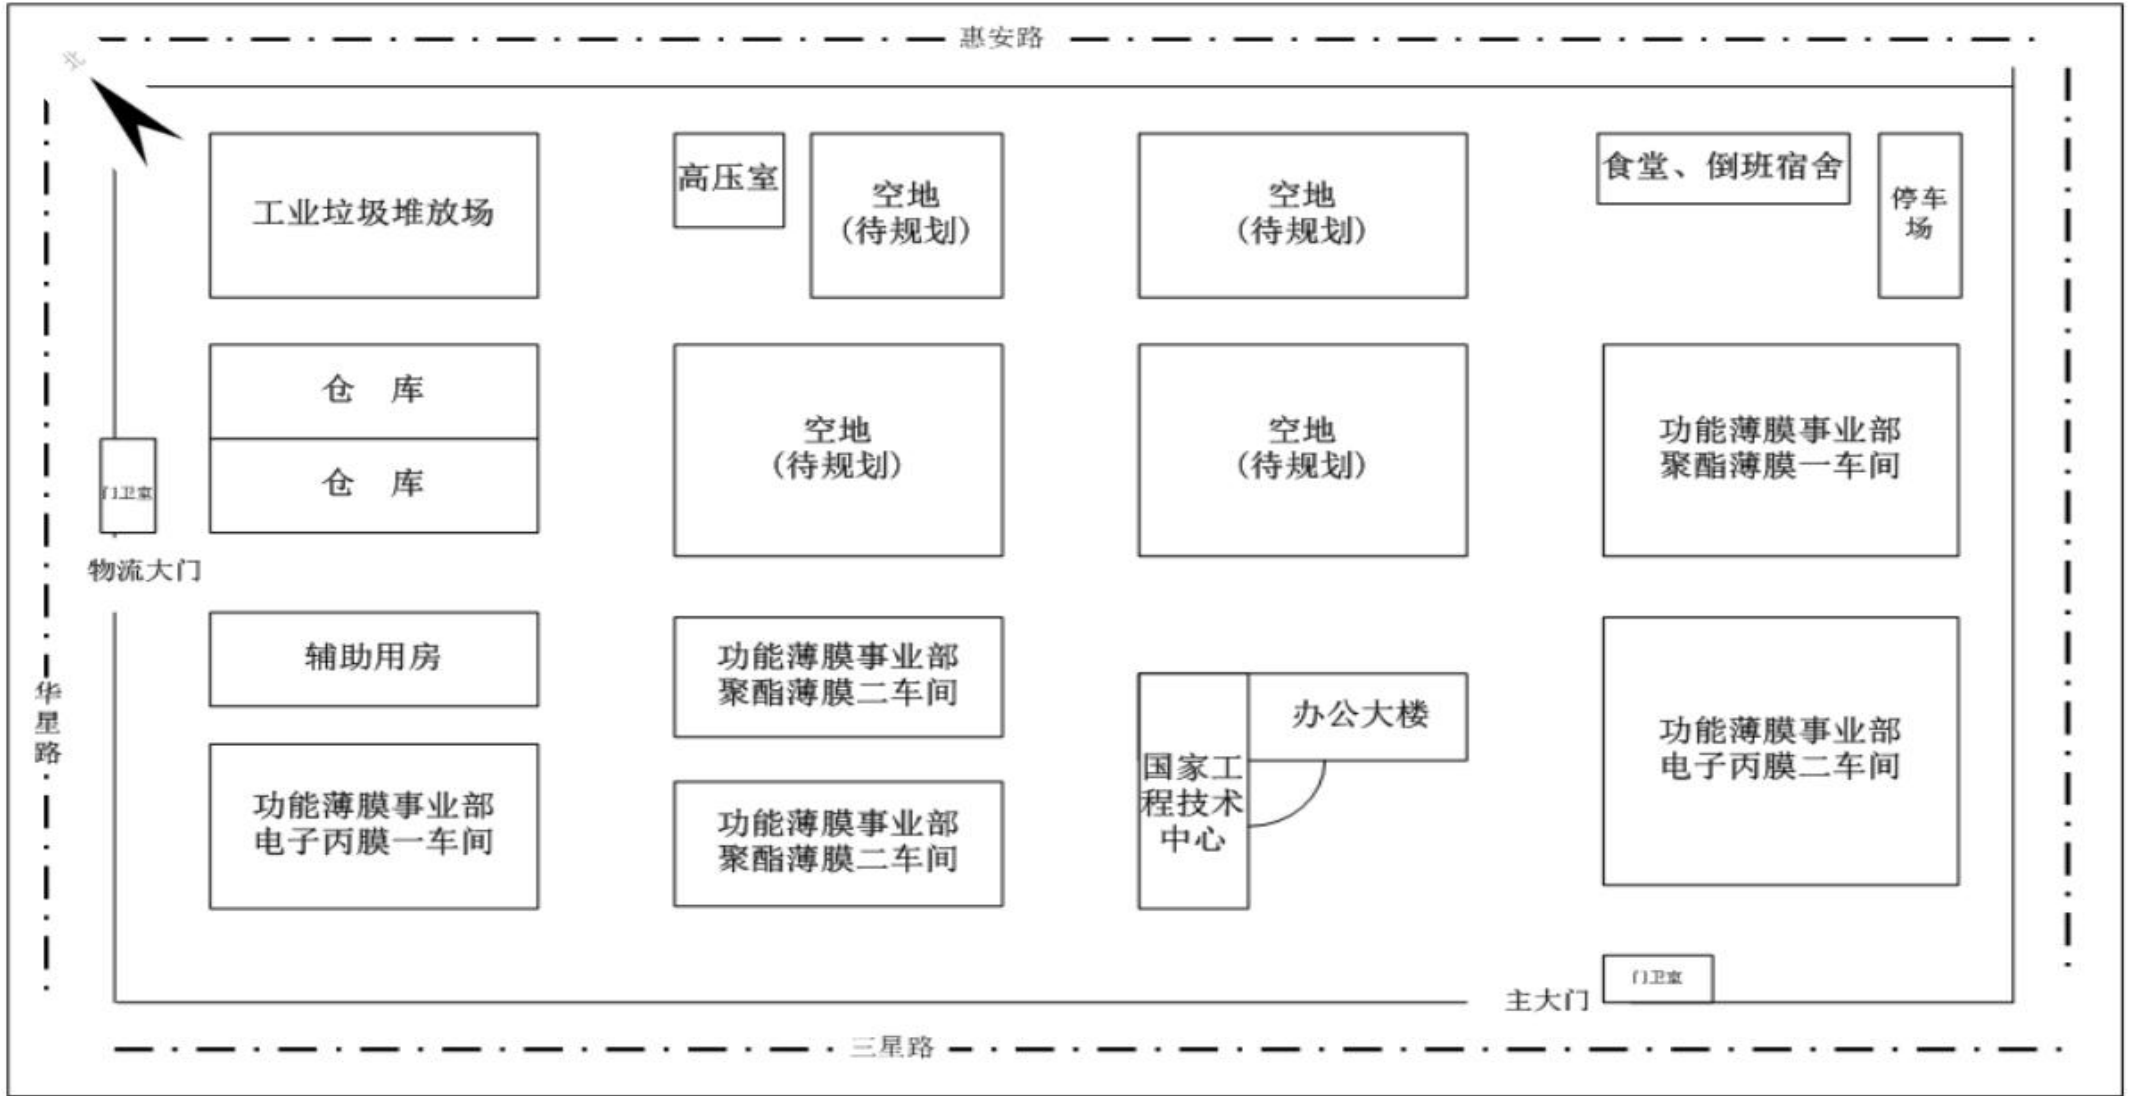 惠安路
北
工业垃圾堆放场
高压室
空地
(待规划)
空地
(待规划)
食堂、倒班宿舍
停车
场
仓 库
仓 库
空地
(待规划)
空地
(待规划)
功能薄膜事业部
聚酯薄膜一车间
门卫室
物流大门
辅助用房
功能薄膜事业部
聚酯薄膜二车间
办公大楼
国家工
程技术
中心
功能薄膜事业部
电子丙膜二车间
华
星
路
功能薄膜事业部
电子丙膜一车间
功能薄膜事业部
聚酯薄膜二车间
门卫室
主大门
三星路